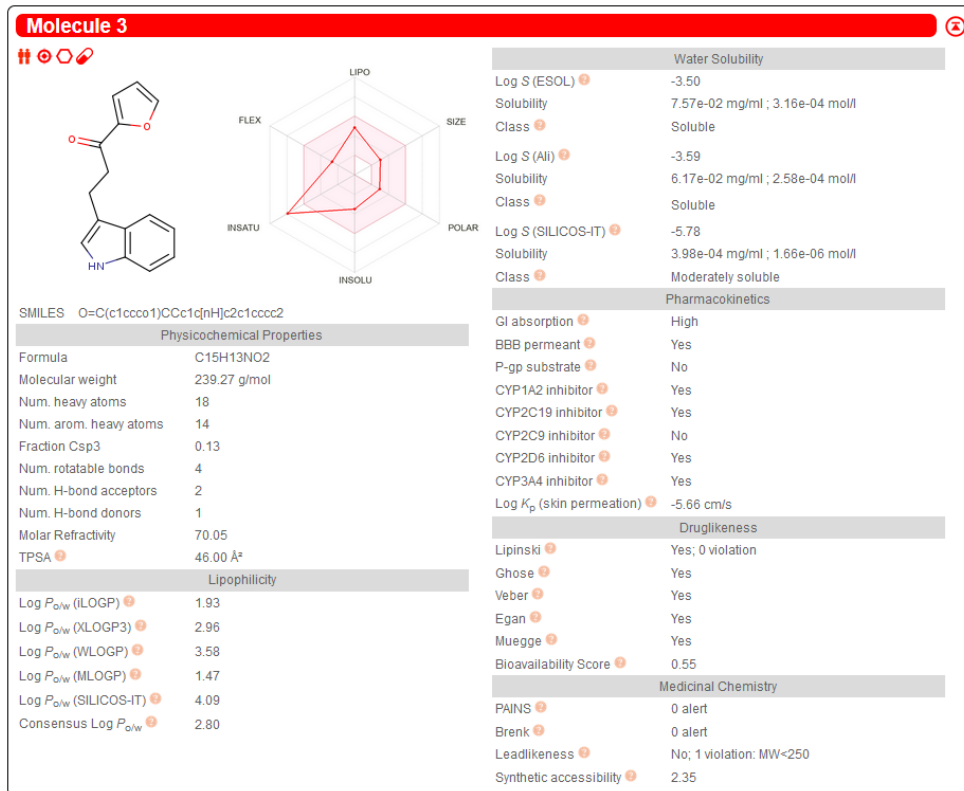 Molecule 3
LIPO
FLEX
SIZE
INSATU
POLAR
INSOLU
O
O
HN
SMILES O=C(c1ccco1)CCc1c[nH]c2c1cccc2
Physicochemical Properties
Formula C15H13NO2
Molecular weight 239.27 g/mol
Num. heavy atoms 18
Num. arom. heavy atoms 14
Fraction Csp3 0.13
Num. rotatable bonds 4
Num. H-bond acceptors 2
Num. H-bond donors 1
Molar Refractivity 70.05
TPSA ? 46.00 Å²
Lipophilicity
Log Po/w (iLOGP) ? 1.93
Log Po/w (XLOGP3) ? 2.96
Log Po/w (WLOGP) ? 3.58
Log Po/w (MLOGP) ? 1.47
Log Po/w (SILICOS-IT) ? 4.09
Consensus Log Po/w ? 2.80
Water Solubility
Log S (ESOL) ? -3.50
Solubility 7.57e-02 mg/ml ; 3.16e-04 mol/l
Class ? Soluble
Log S (Ali) ? -3.59
Solubility 6.17e-02 mg/ml ; 2.58e-04 mol/l
Class ? Soluble
Log S (SILICOS-IT) ? -5.78
Solubility 3.98e-04 mg/ml ; 1.66e-06 mol/l
Class ? Moderately soluble
Pharmacokinetics
GI absorption ? High
BBB permeant ? Yes
P-gp substrate ? No
CYP1A2 inhibitor ? Yes
CYP2C19 inhibitor ? Yes
CYP2C9 inhibitor ? No
CYP2D6 inhibitor ? Yes
CYP3A4 inhibitor ? Yes
Log Kp (skin permeation) ? -5.66 cm/s
Druglikeness
Lipinski ? Yes; 0 violation
Ghose ? Yes
Veber ? Yes
Egan ? Yes
Muegge ? Yes
Bioavailability Score ? 0.55
Medicinal Chemistry
PAINS ? 0 alert
Brenk ? 0 alert
Leadlikeness ? No; 1 violation: MW<250
Synthetic accessibility ? 2.35